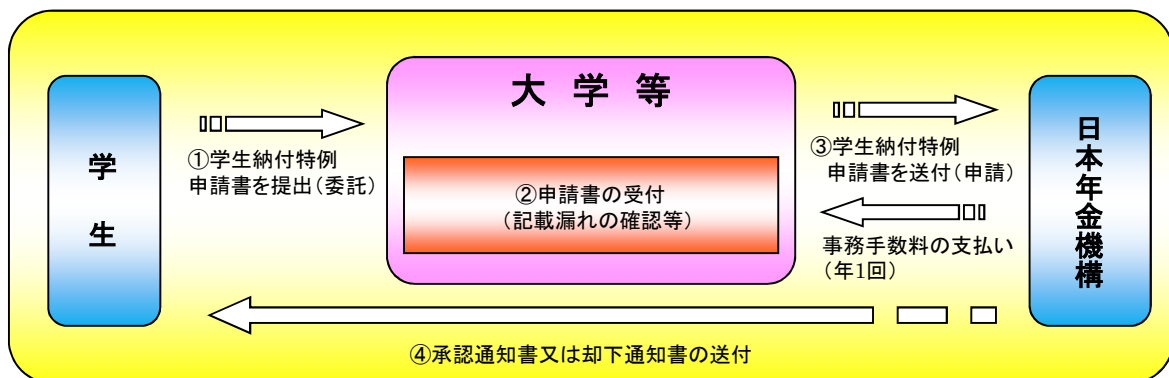 大学等
学生
①学生納付特例
申請書を提出(委託)
②申請書の受付
(記載漏れの確認等)
③学生納付特例
申請書を送付(申請)
事務手数料の支払い
(年1回)
日本年金機構
④承認通知書又は却下通知書の送付